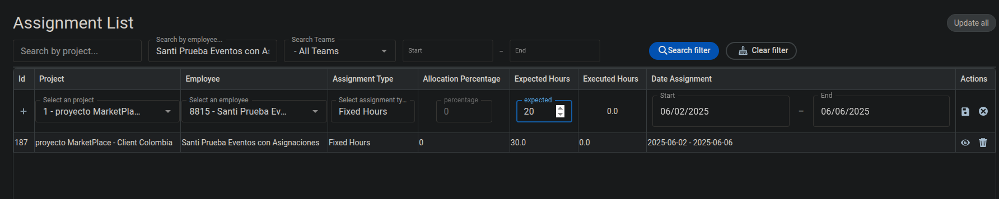 Assignment List
Update all
Search by project...
Search by employee...
Santi Prueba Eventos con A
Search Teams
- All Teams
Start
–
End
Search filter
Clear filter
Id Project Employee Assignment Type Allocation Percentage Expected Hours Executed Hours Date Assignment Actions
+
Select an project
1 - proyecto MarketPla...
Select an employee
8815 - Santi Prueba Ev...
Select assignment ty...
Fixed Hours
percentage
0
expected
20
0.0
Start
06/02/2025
–
End
06/06/2025
187 proyecto MarketPlace - Client Colombia Santi Prueba Eventos con Asignaciones Fixed Hours 0 30.0 0.0 2025-06-02 - 2025-06-06